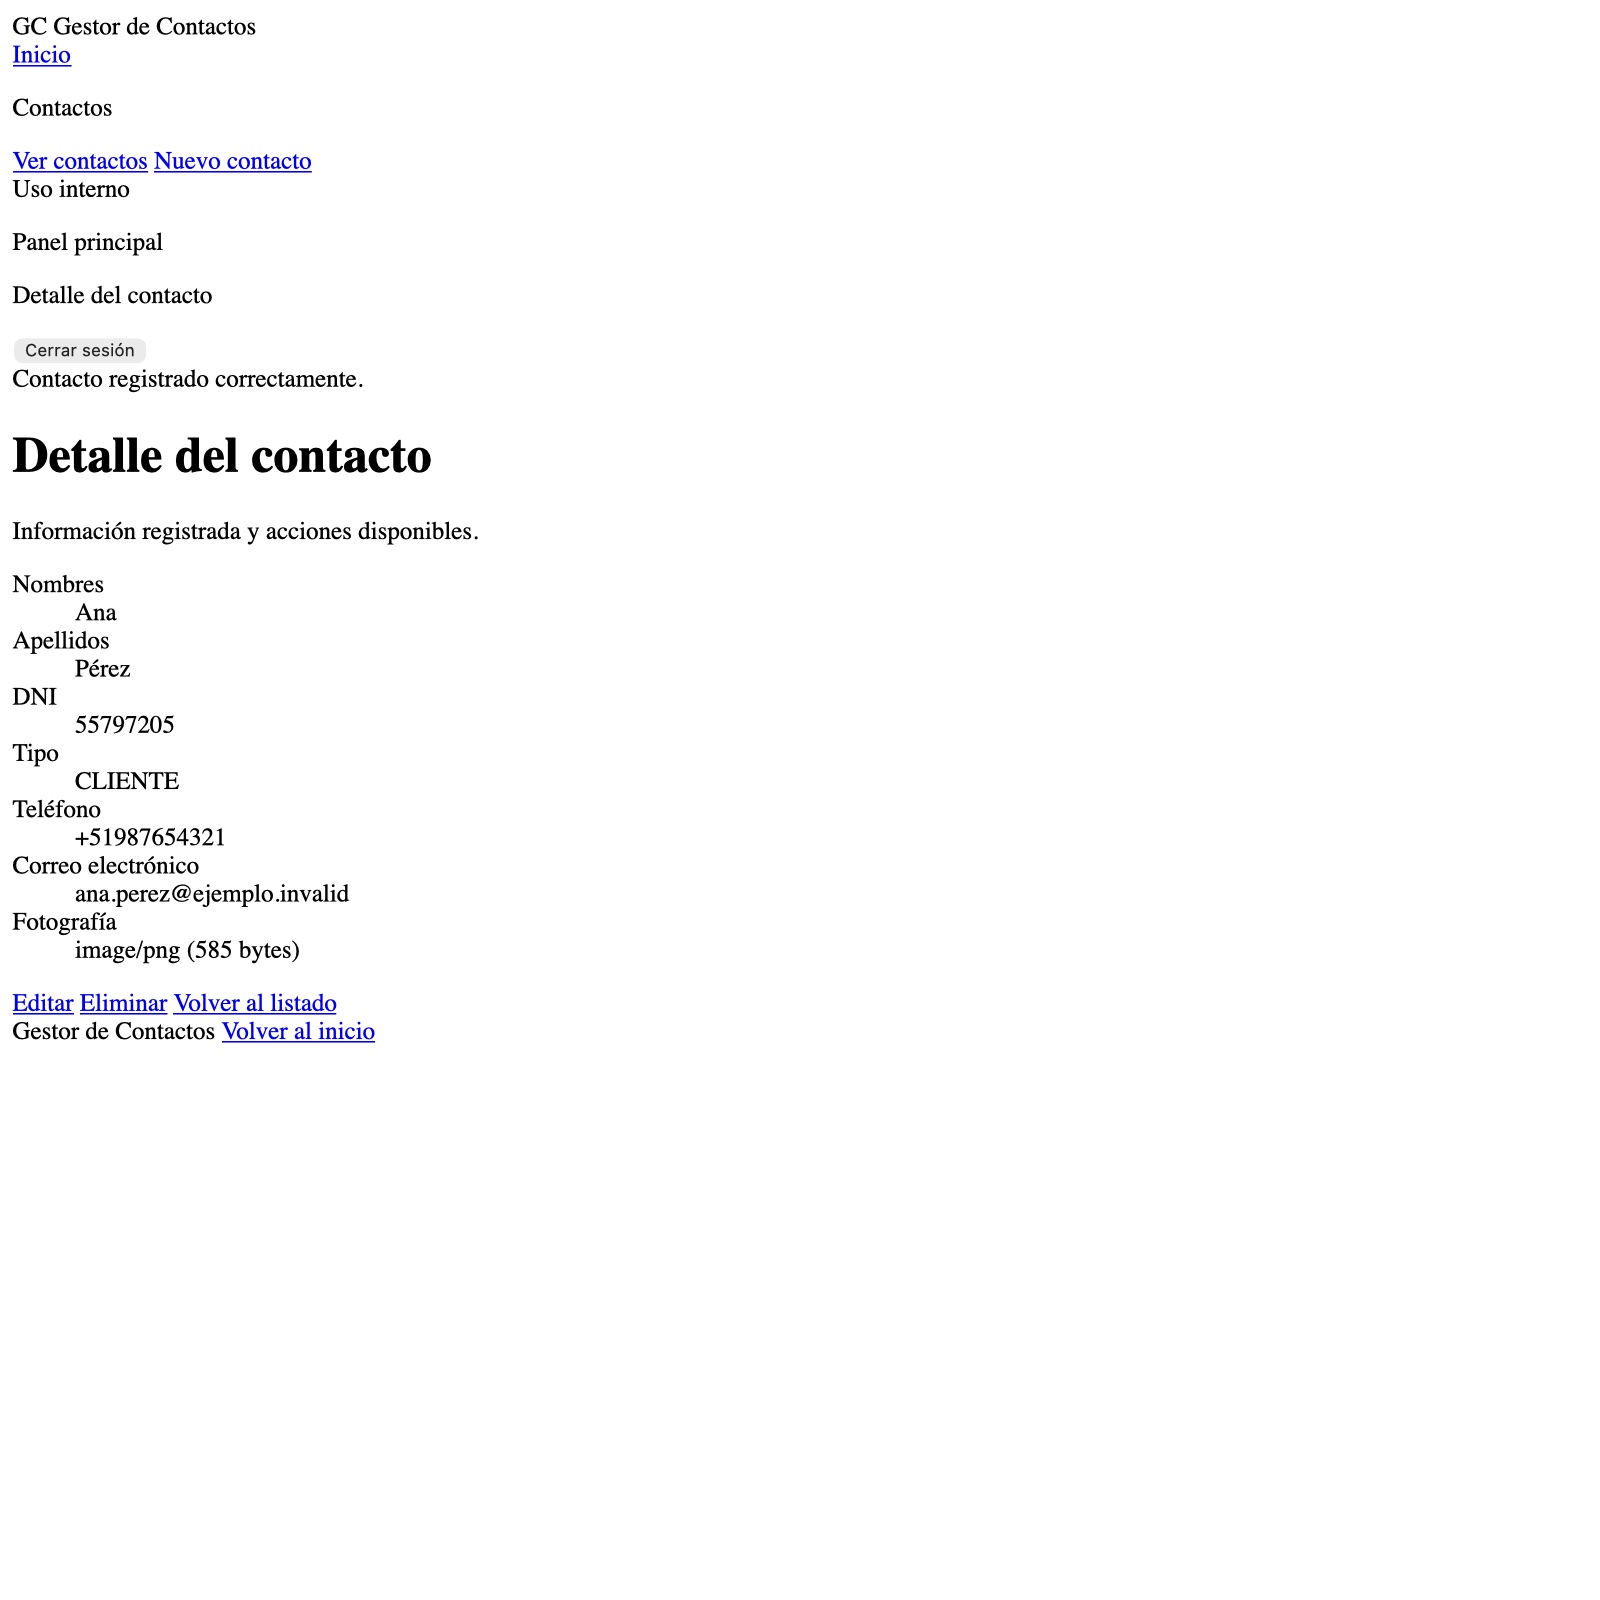 GC Gestor de Contactos
Inicio
Contactos
Ver contactos Nuevo contacto
Uso interno
Panel principal
Detalle del contacto
Cerrar sesión
Contacto registrado correctamente.
Detalle del contacto
Información registrada y acciones disponibles.
Nombres
Ana
Apellidos
Pérez
DNI
55797205
Tipo
CLIENTE
Teléfono
+51987654321
Correo electrónico
ana.perez@ejemplo.invalid
Fotografía
image/png (585 bytes)
Editar Eliminar Volver al listado
Gestor de Contactos Volver al inicio